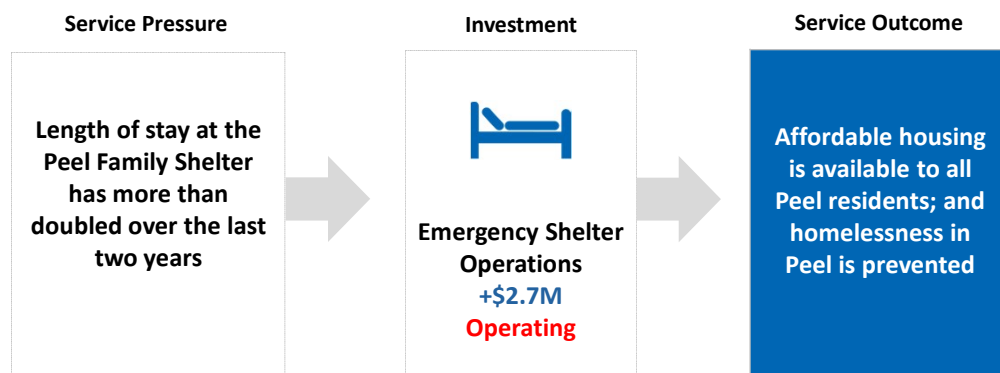 Service Pressure
Investment
Service Outcome
Length of stay at the
Peel Family Shelter
has more than
doubled over the last
two years
Emergency Shelter
Operations
+$2.7M
Operating
Affordable housing
is available to all
Peel residents; and
homelessness in
Peel is prevented